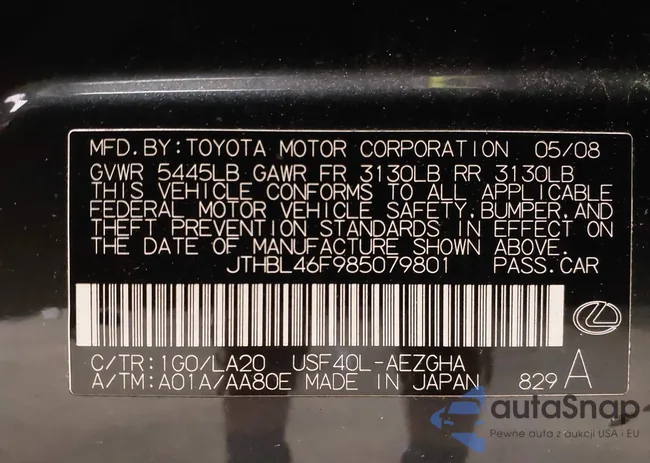 MFD. BY: TOYOTA MOTOR CORPORATION 05/08
GVWR 5445LB GAWR FR 3130LB RR 3130LB
THIS VEHICLE CONFORMS TO ALL APPLICABLE
FEDERAL MOTOR VEHICLE SAFETY, BUMPER, AND
THEFT PREVENTION STANDARDS IN EFFECT ON
THE DATE OF MANUFACTURE SHOWN ABOVE.
JTHBL46F985079801 PASS. CAR
C/TR: 1G0/LA20 USF40L-AEZGHA
A/TM: A01A/AA80E MADE IN JAPAN 829 A
autaSnap
Pewne auta z aukcji USA i EU